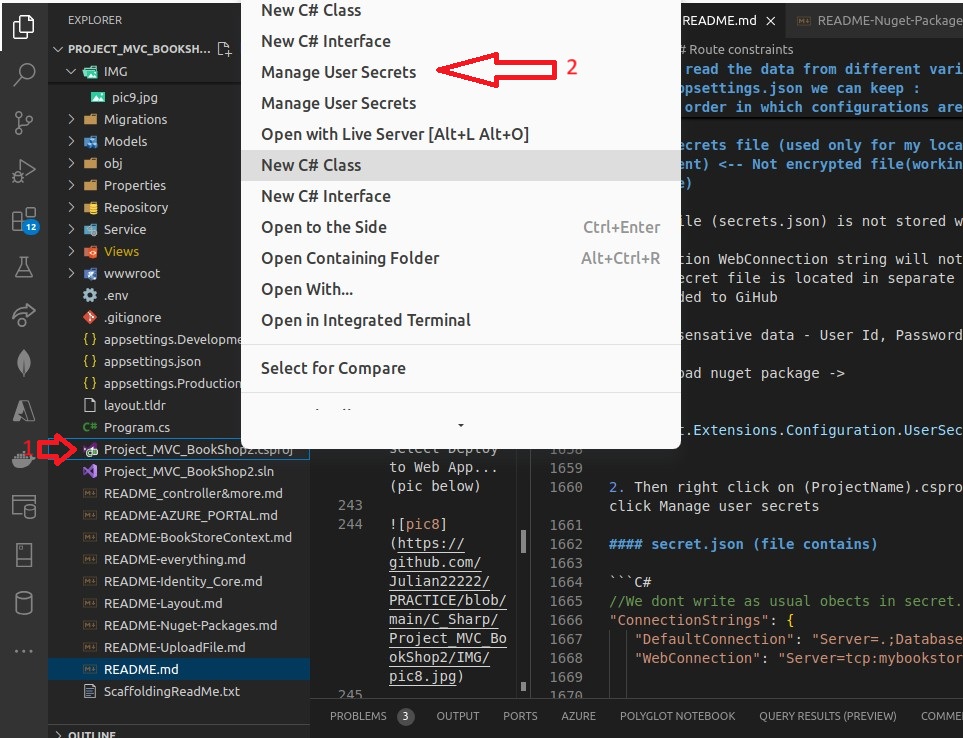 EXPLORER
PROJECT_MVC_BOOKSH...
IMG
pic9.jpg
Migrations
Models
obj
Properties
Repository
Service
Views
wwwroot
.env
.gitignore
appsettings.Developme
appsettings.json
appsettings.Production
layout.tldr
Program.cs
Project_MVC_BookShop2.csproj
Project_MVC_BookShop2.sln
README_controller&more.md
README-AZURE_PORTAL.md
README-BookStoreContext.md
README-everything.md
README-Identity_Core.md
README-Layout.md
README-Nuget-Packages.md
README-UploadFile.md
README.md
ScaffoldingReadMe.txt
OUTLINE
12
1
New C# Class
New C# Interface
Manage User Secrets
2
Manage User Secrets
Open with Live Server [Alt+L Alt+O]
New C# Class
New C# Interface
Open to the Side Ctrl+Enter
Open Containing Folder Alt+Ctrl+R
Open With...
Open in Integrated Terminal
Select for Compare
select Deploy
to Web App...
(pic below)
243
244 ![pic8]
(https://
github.com/
Julian22222/
PRACTICE/blob/
main/C_Sharp/
Project_MVC_Bo
okShop2/IMG/
pic8.jpg)
245
README.md
README-Nuget-Package
# Route constraints
read the data from different vari
ppsettings.json we can keep :
order in which configurations are
ecrets file (used only for my loca
ent) <-- Not encrypted file(workin
e)
ile (secrets.json) is not stored w
tion WebConnection string will not
ecret file is located in separate
ded to GiHub
sensative data - User Id, Password
oad nuget package ->
t.Extensions.Configuration.UserSec
1658
1659
1660 2. Then right click on (ProjectName).cspro
click Manage user secrets
1661
1662 #### secret.json (file contains)
1663
1664 ```C#
1665 //We dont write as usual obects in secret.
1666 "ConnectionStrings": {
1667 "DefaultConnection": "Server=.;Database
1668 "WebConnection": "Server=tcp:mybookstor
1669
1670
PROBLEMS 3 OUTPUT PORTS AZURE POLYGLOT NOTEBOOK QUERY RESULTS (PREVIEW) COMME